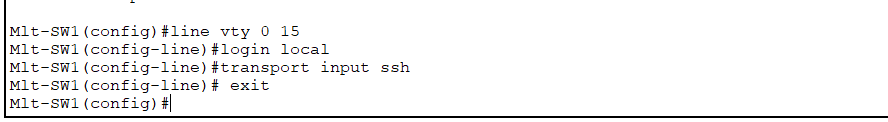 Mlt-SW1(config)#line vty 0 15
Mlt-SW1(config-line)#login local
Mlt-SW1(config-line)#transport input ssh
Mlt-SW1(config-line)# exit
Mlt-SW1(config)#